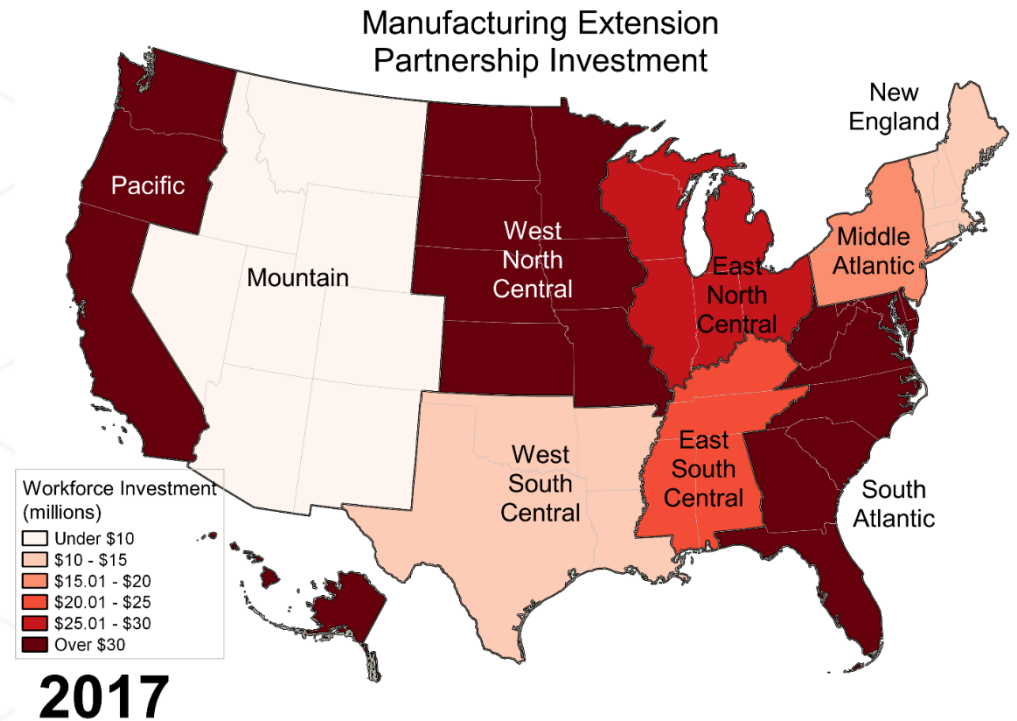 Manufacturing Extension
Partnership Investment
New
England
Pacific
West
North
Central
Middle
Atlantic
Mountain
East
North
Central
West
South
Central
East
South
Central
South
Atlantic
Workforce Investment
(millions)
Under $10
$10 - $15
$15.01 - $20
$20.01 - $25
$25.01 - $30
Over $30
2017